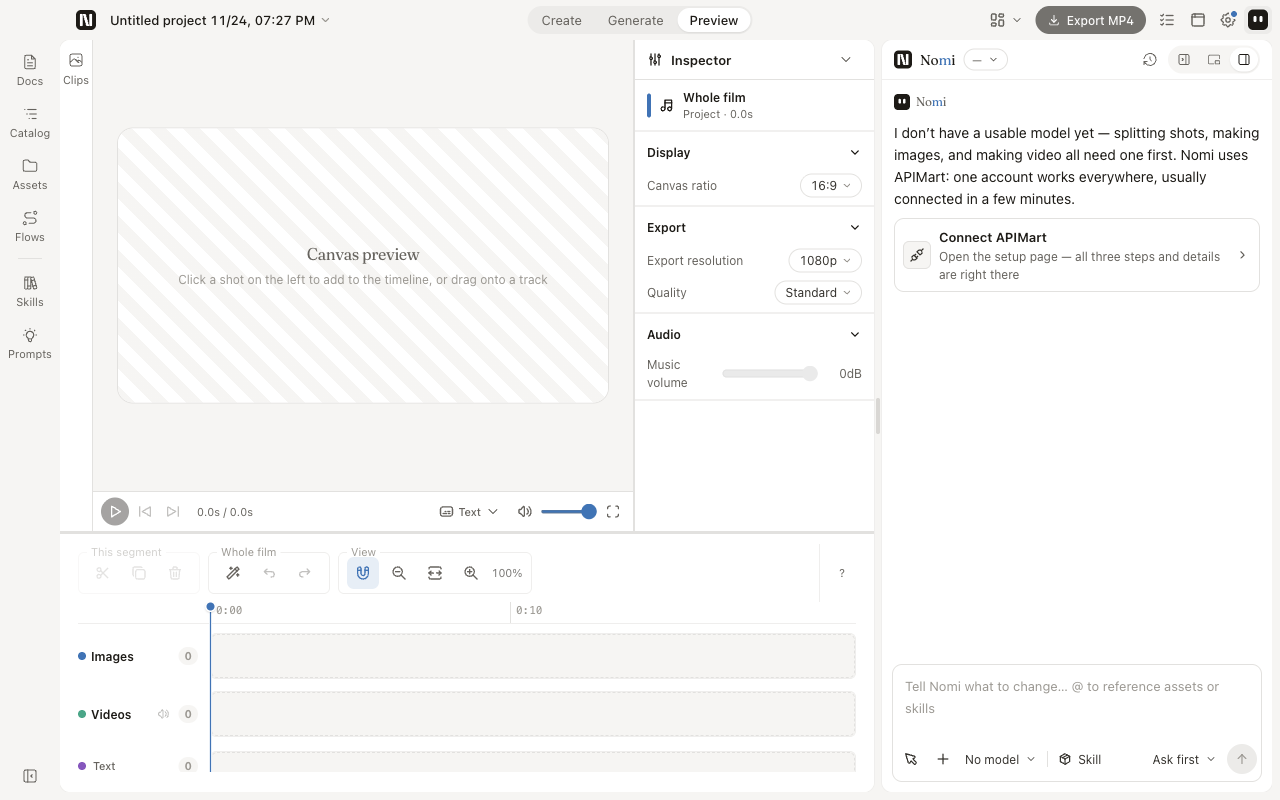 Untitled project 11/24, 07:27 PM
Create
Generate
Preview
Export MP4
Docs
Catalog
Assets
Flows
Skills
Prompts
Clips
Canvas preview
Click a shot on the left to add to the timeline, or drag onto a track
0.0s / 0.0s
Text
Inspector
Whole film
Project · 0.0s
Display
Canvas ratio
16:9
Export
Export resolution
1080p
Quality
Standard
Audio
Music volume
0dB
This segment
Whole film
View
100%
?
0:00
0:10
Images
0
Videos
0
Text
0
Nomi
—
Nomi
I don’t have a usable model yet — splitting shots, making
images, and making video all need one first. Nomi uses
APIMart: one account works everywhere, usually
connected in a few minutes.
Connect APIMart
Open the setup page — all three steps and details
are right there
Tell Nomi what to change... @ to reference assets or
skills
No model
Skill
Ask first